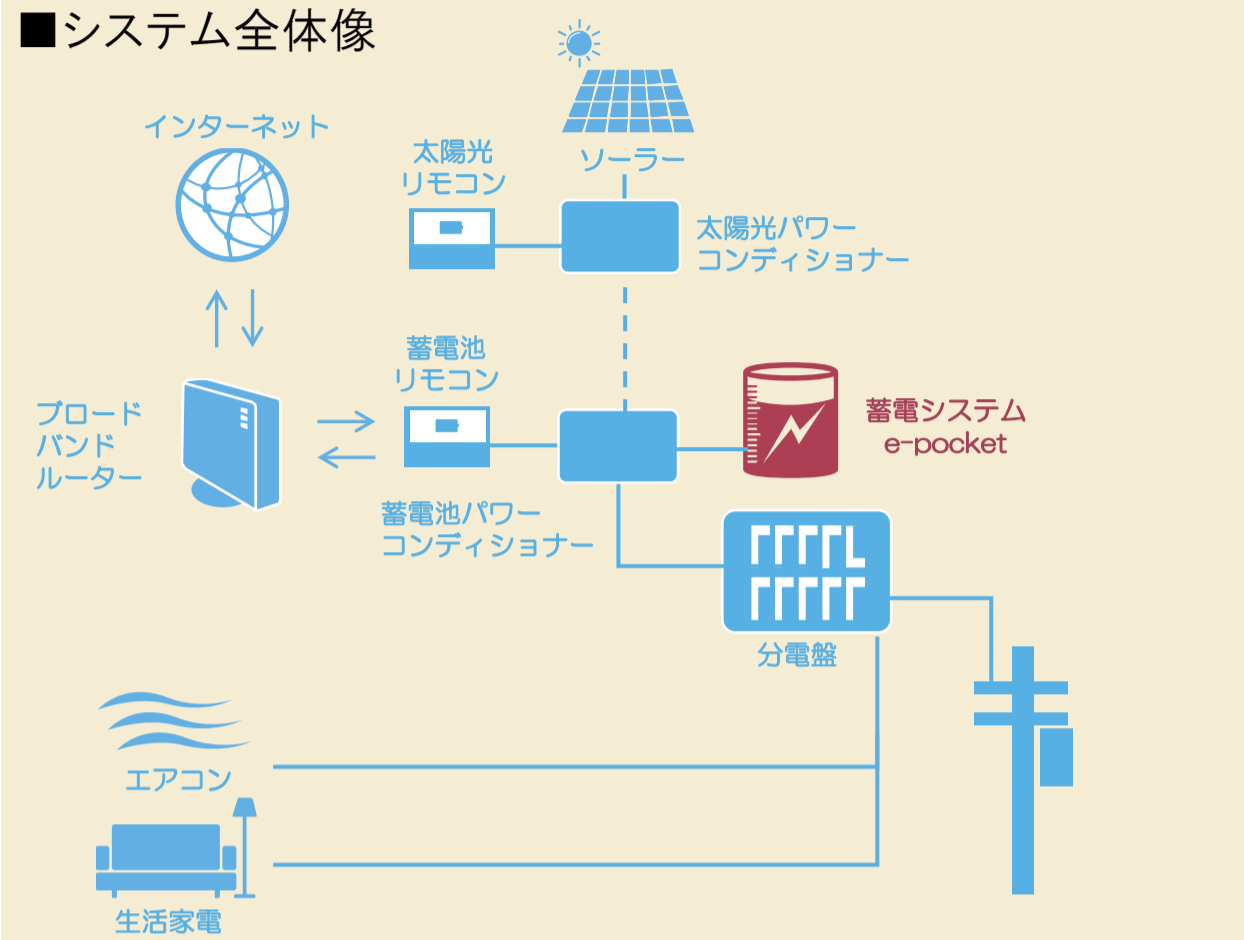 ■システム全体像
インターネット
太陽光
リモコン
ソーラー
太陽光パワー
コンディショナー
蓄電池
リモコン
ブロード
バンド
ルーター
蓄電システム
e-pocket
蓄電池パワー
コンディショナー
分電盤
エアコン
生活家電